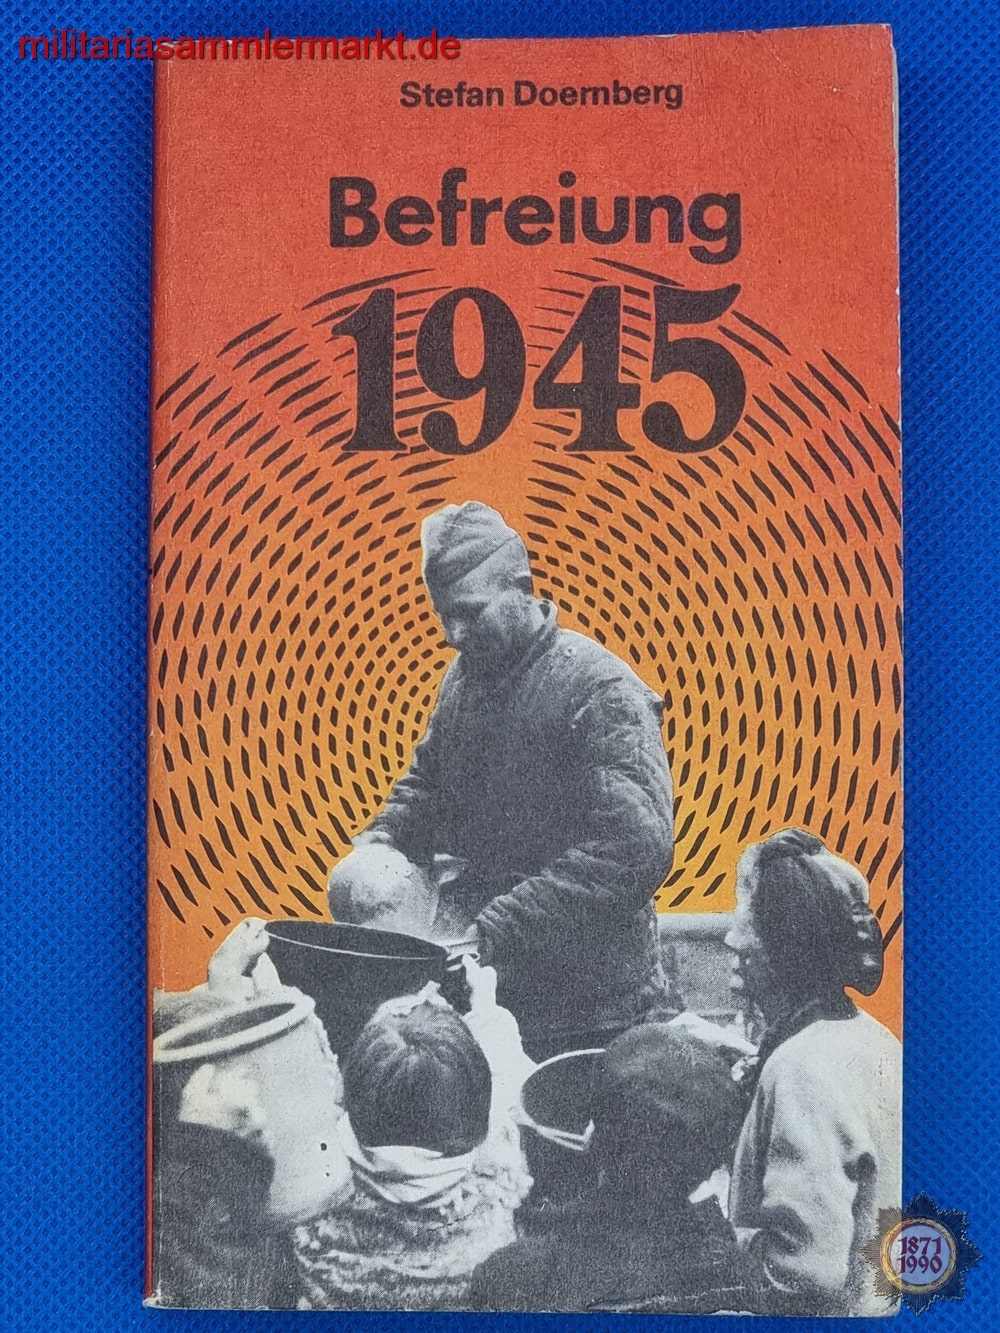 militariasammlermarkt.de
Stefan Doernberg
Befreiung
1945
1871
1990